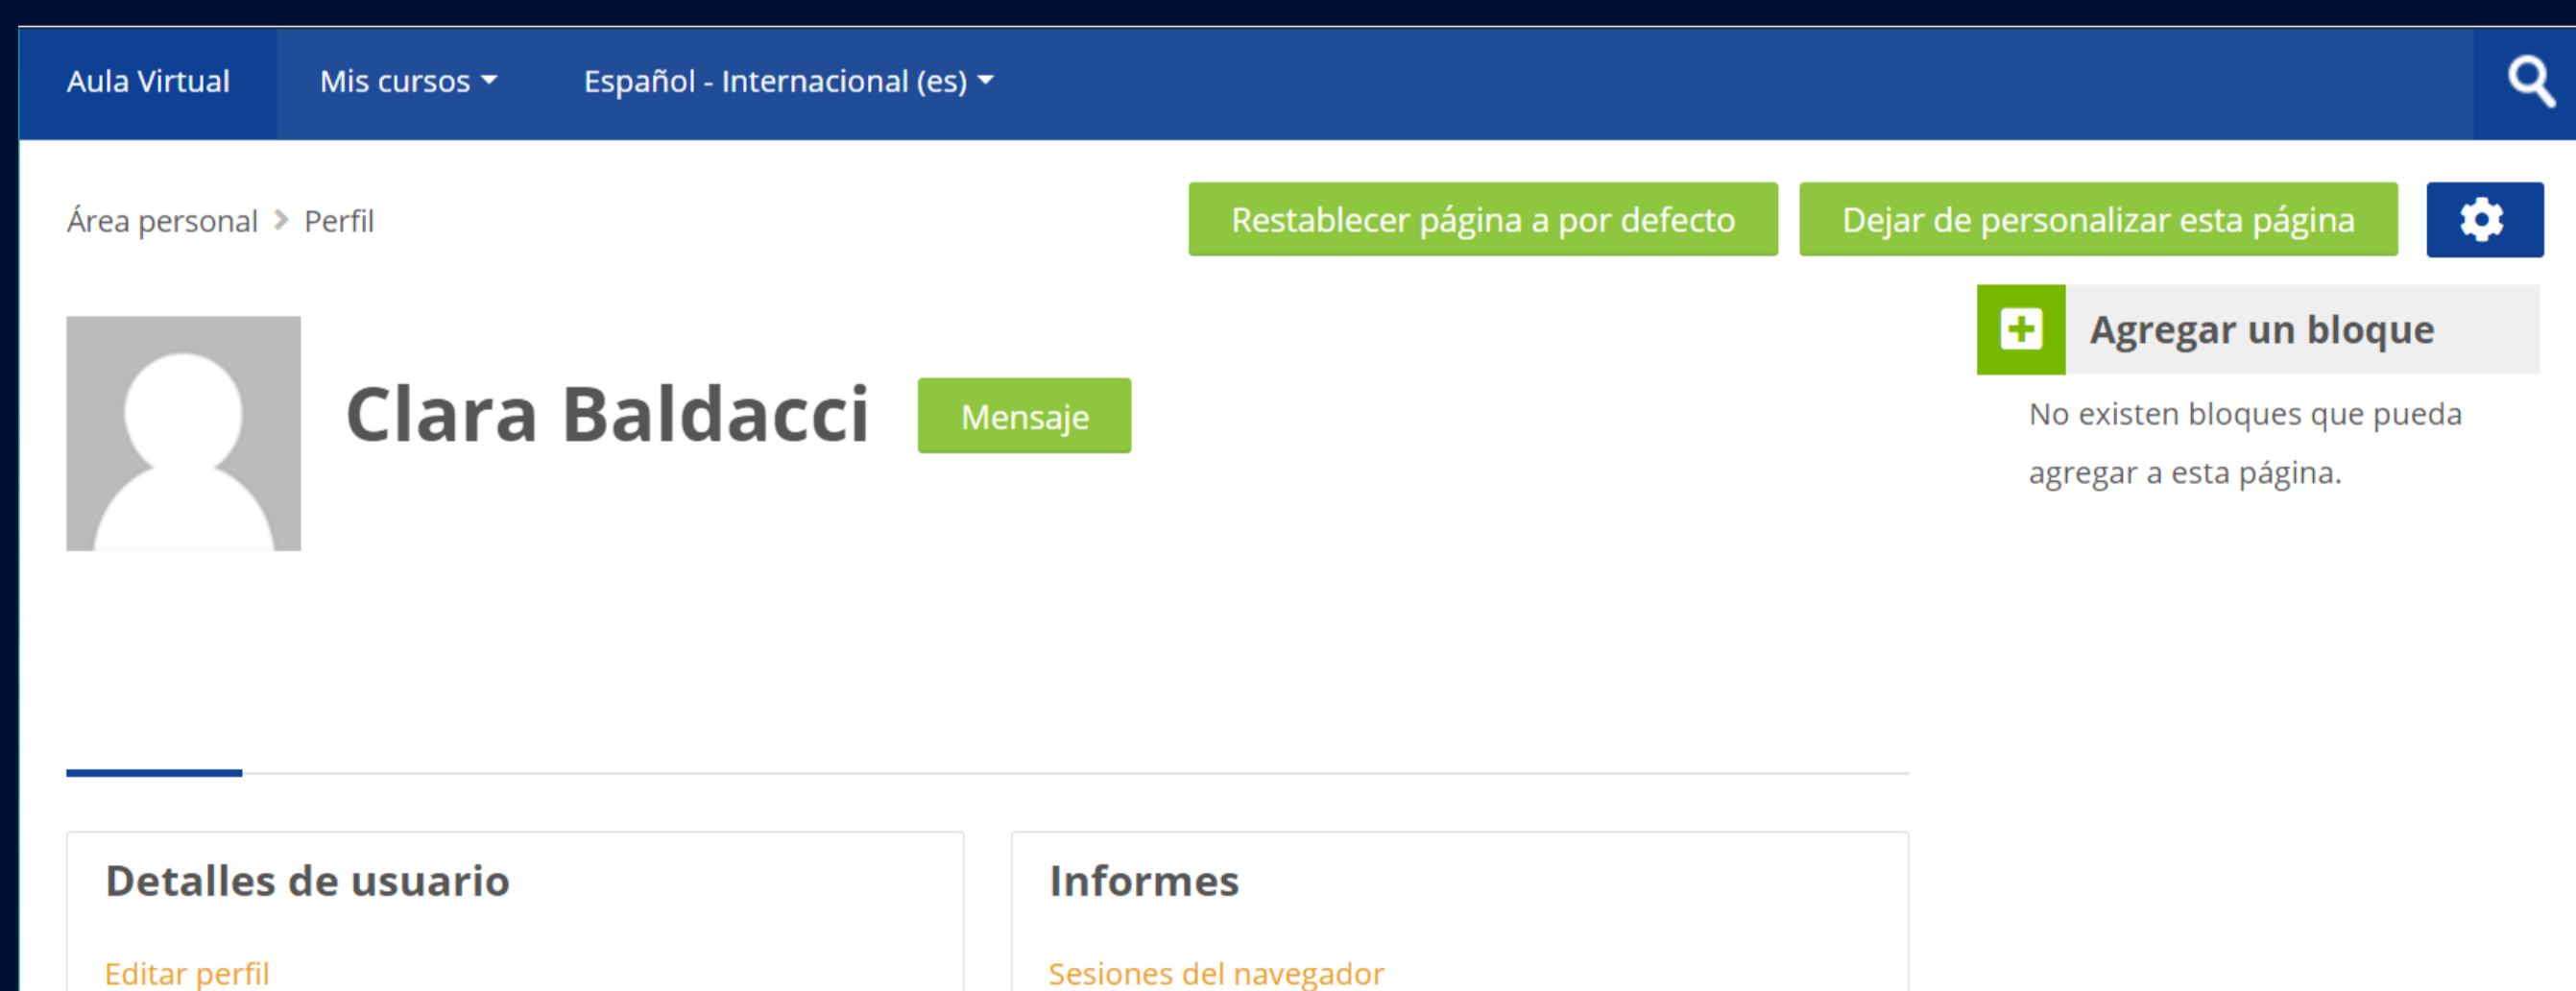 Aula Virtual
Mis cursos
Español - Internacional (es)
Área personal
Perfil
Restablecer página a por defecto
Dejar de personalizar esta página
Clara Baldacci
Mensaje
Agregar un bloque
No existen bloques que pueda
agregar a esta página.
Detalles de usuario
Editar perfil
Informes
Sesiones del navegador